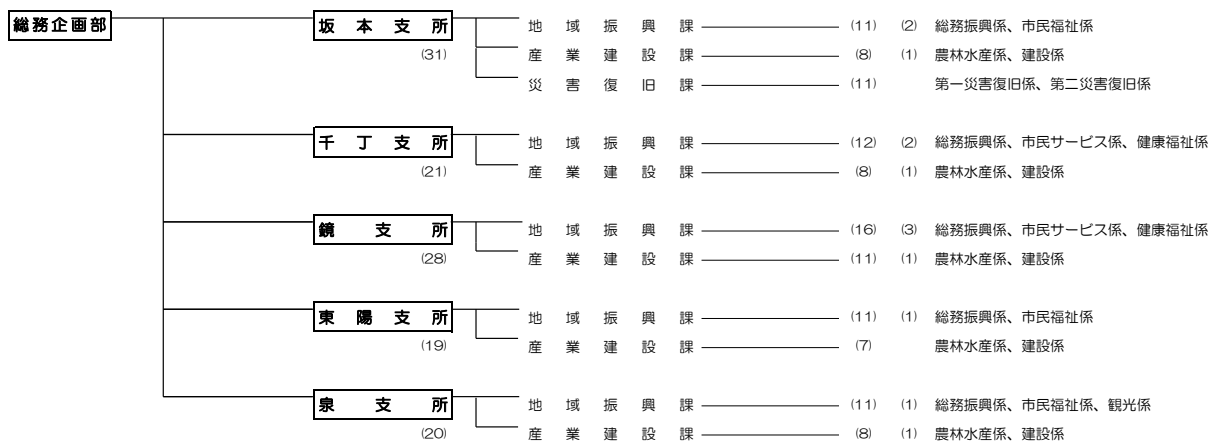 総務企画部 坂本支所 地域振興課 (11) (2) 総務振興係、市民福祉係
(31) 産業建設課 (8) (1) 農林水産係、建設係
災害復旧課 (11) 第一災害復旧係、第二災害復旧係
千丁支所 地域振興課 (12) (2) 総務振興係、市民サービス係、健康福祉係
(21) 産業建設課 (8) (1) 農林水産係、建設係
鏡支所 地域振興課 (16) (3) 総務振興係、市民サービス係、健康福祉係
(28) 産業建設課 (11) (1) 農林水産係、建設係
東陽支所 地域振興課 (11) (1) 総務振興係、市民福祉係
(19) 産業建設課 (7) 農林水産係、建設係
泉支所 地域振興課 (11) (1) 総務振興係、市民福祉係、観光係
(20) 産業建設課 (8) (1) 農林水産係、建設係